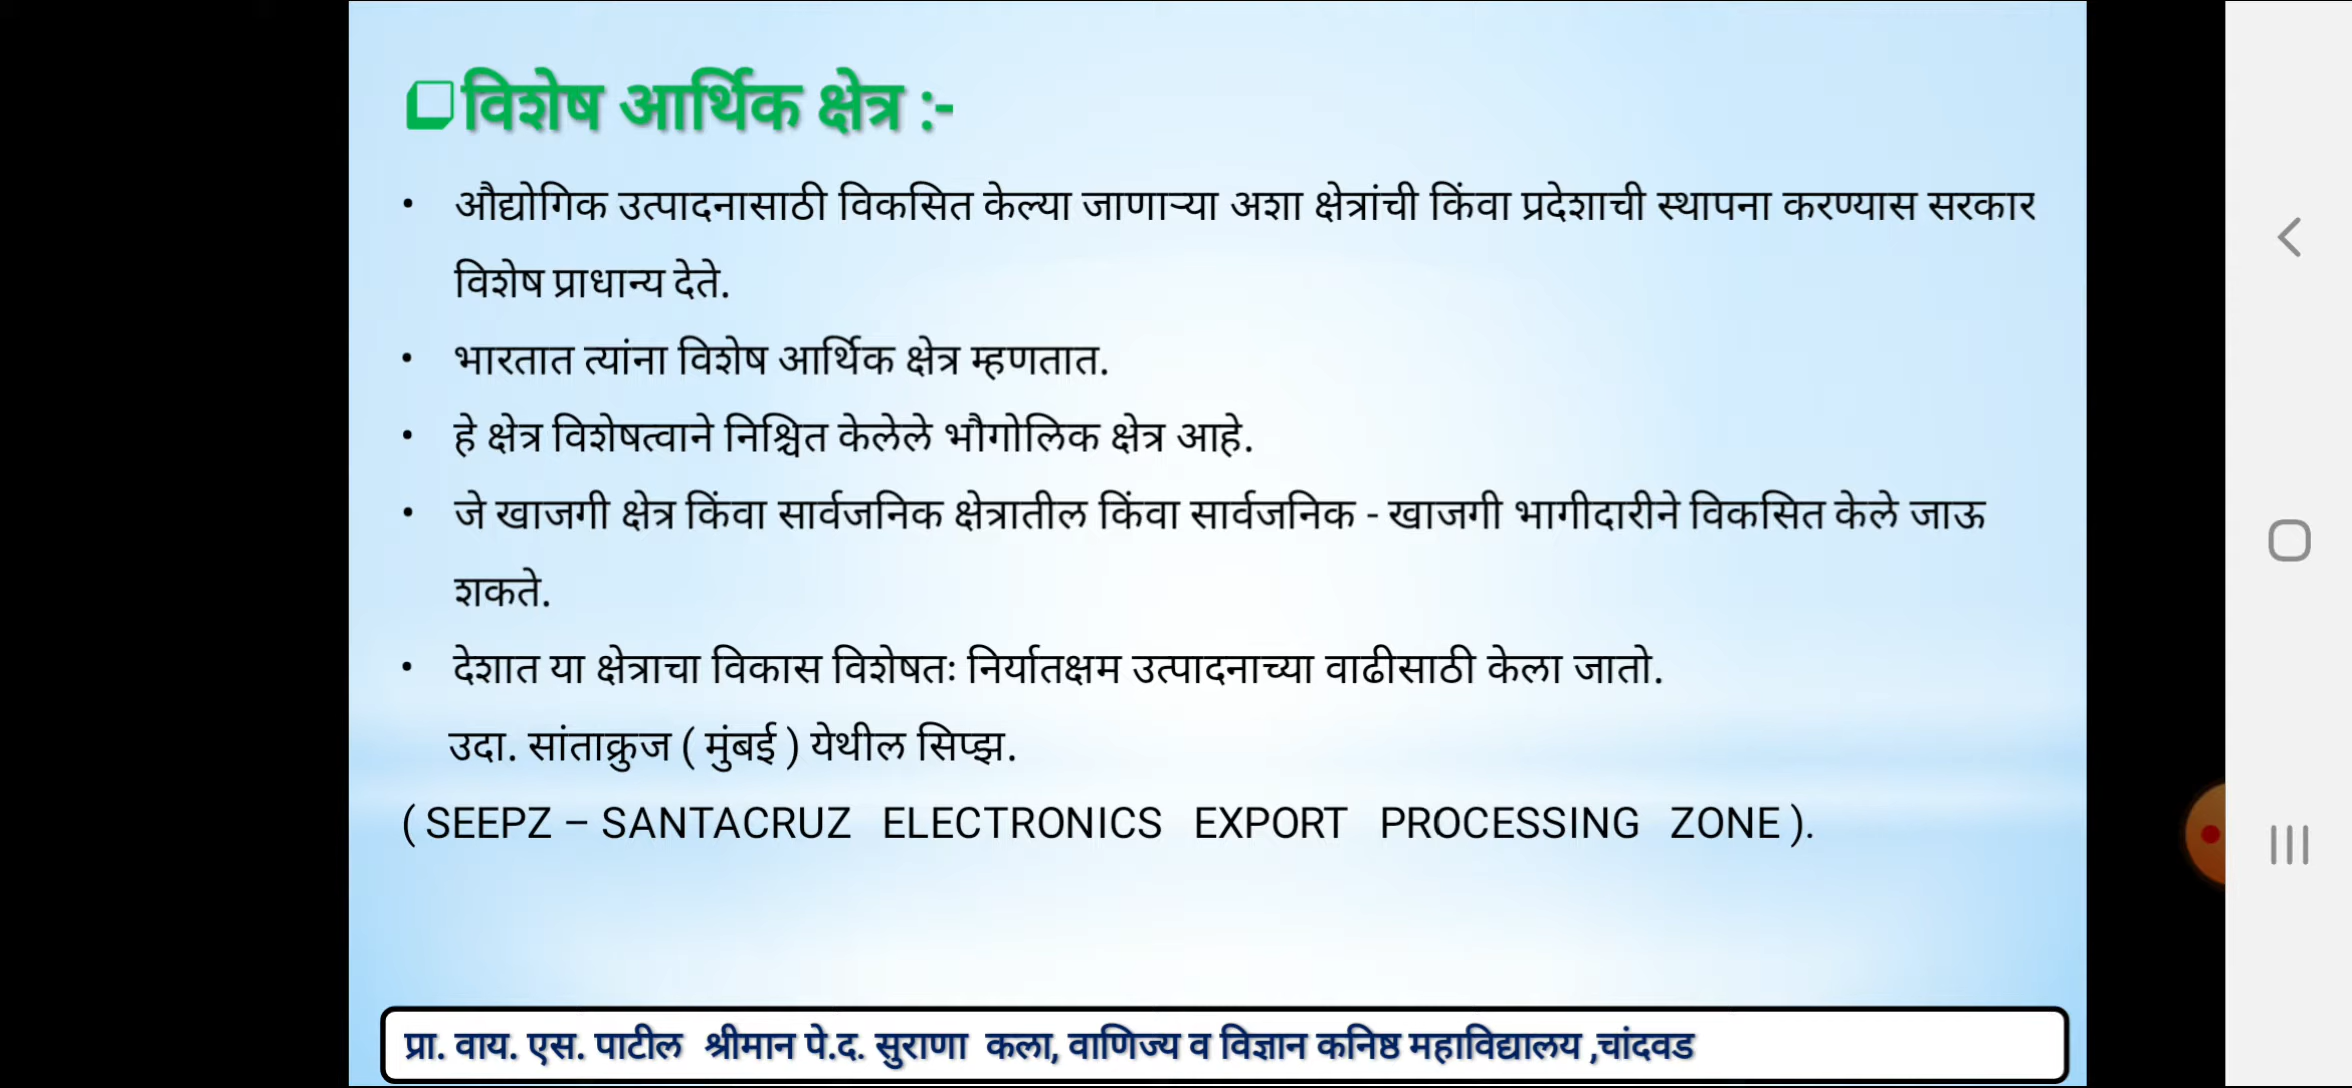 विशेष आर्थिक क्षेत्र :-
• औद्योगिक उत्पादनासाठी विकसित केल्या जाणाऱ्या अशा क्षेत्रांची किंवा प्रदेशाची स्थापना करण्यास सरकार
विशेष प्राधान्य देते.
• भारतात त्यांना विशेष आर्थिक क्षेत्र म्हणतात.
• हे क्षेत्र विशेषत्वाने निश्चित केलेले भौगोलिक क्षेत्र आहे.
• जे खाजगी क्षेत्र किंवा सार्वजनिक क्षेत्रातील किंवा सार्वजनिक - खाजगी भागीदारीने विकसित केले जाऊ
शकते.
• देशात या क्षेत्राचा विकास विशेषतः निर्यातक्षम उत्पादनाच्या वाढीसाठी केला जातो.
उदा. सांताक्रुज ( मुंबई ) येथील सिप्झ.
( SEEPZ – SANTACRUZ ELECTRONICS EXPORT PROCESSING ZONE ).
प्रा. वाय. एस. पाटील श्रीमान पे.द. सुराणा कला, वाणिज्य व विज्ञान कनिष्ठ महाविद्यालय ,चांदवड